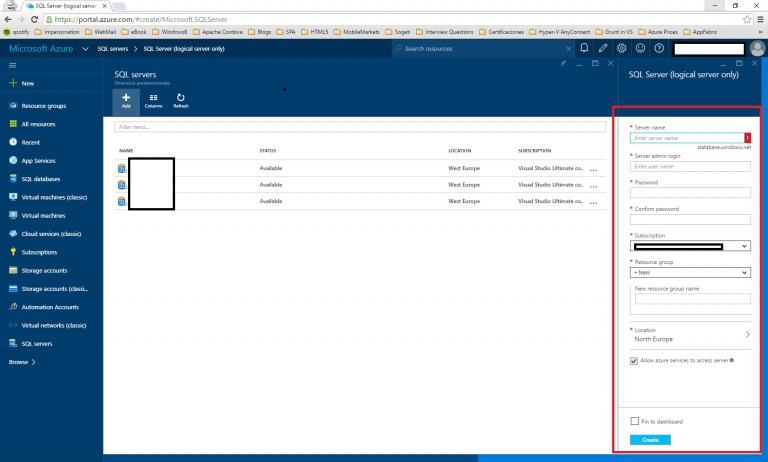 SQL Server (logical serve
https://portal.azure.com/#create/Microsoft.SQLServer
spotify Impersonation WebMail eBook Windows8 Apache Cordova Blogs SPA HTML5 MobileMarkets Sogeti Interview Questions Certificaciones Hyper-V AnyConnect Grunt in VS Azure Prices AppFabric
Microsoft Azure SQL servers > SQL Server (logical server only)
Search resources
New
Resource groups
All resources
Recent
App Services
SQL databases
Virtual machines (classic)
Virtual machines
Cloud services (classic)
Subscriptions
Storage accounts
Storage accounts (classi...
Automation Accounts
Virtual networks (classic)
SQL servers
Browse >
SQL servers
Directorio predeterminado
Add Columns Refresh
Filter items...
NAME STATUS LOCATION SUBSCRIPTION
Available West Europe Visual Studio Ultimate co.. ...
Available West Europe Visual Studio Ultimate co.. ...
Available West Europe Visual Studio Ultimate co.. ...
SQL Server (logical server only)
* Server name
Enter server name !
.database.windows.net
* Server admin login
Enter user name
* Password
* Confirm password
* Subscription
* Resource group
+ New
New resource group name
* Location
North Europe
Allow azure services to access server
Pin to dashboard
Create